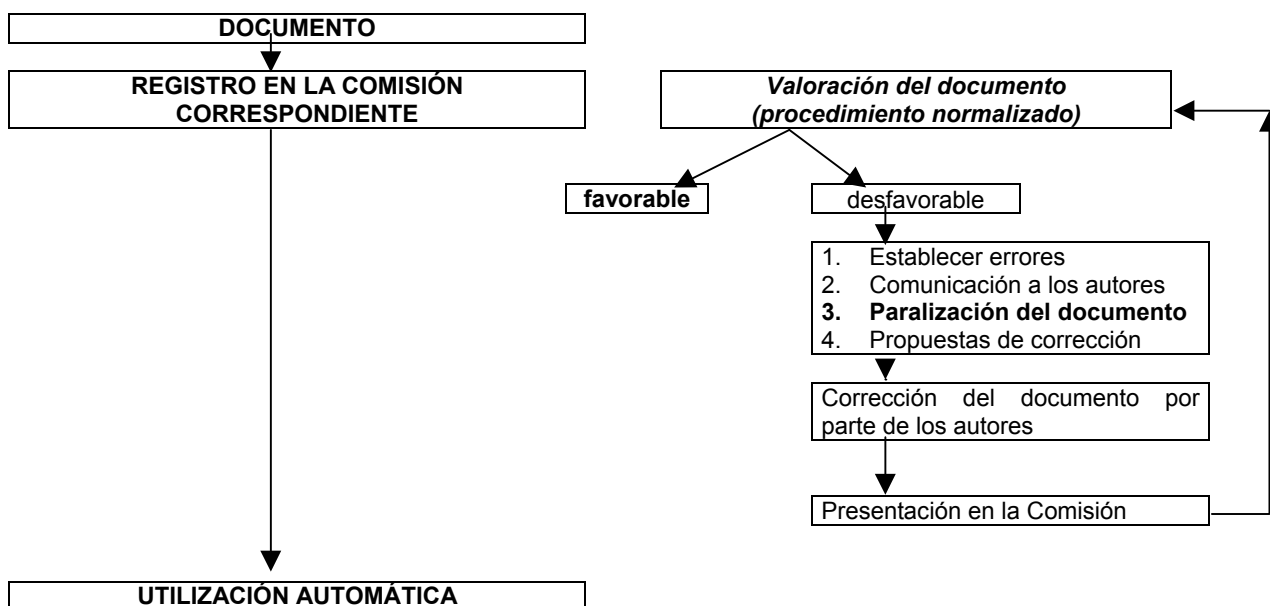 DOCUMENTO
REGISTRO EN LA COMISIÓN
CORRESPONDIENTE
Valoración del documento
(procedimiento normalizado)
favorable
desfavorable
1. Establecer errores
2. Comunicación a los autores
3. Paralización del documento
4. Propuestas de corrección
Corrección del documento por
parte de los autores
Presentación en la Comisión
UTILIZACIÓN AUTOMÁTICA